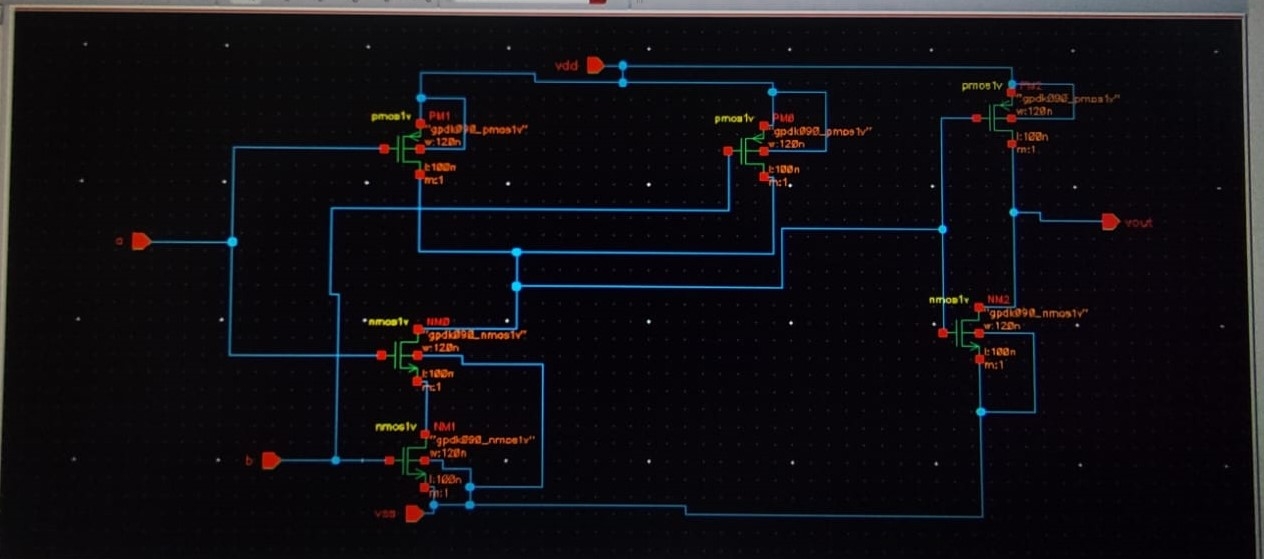 vdd
pmos1v
PM2
"gpdk090_pmos1v"
w:120n
l:100n
m:1
pmos1v
PM1
"gpdk090_pmos1v"
w:120n
l:100n
m:1
pmos1v
PM0
"gpdk090_pmos1v"
w:120n
l:100n
m:1
a
vout
nmos1v
NM0
"gpdk090_nmos1v"
w:120n
l:100n
m:1
nmos1v
NM2
"gpdk090_nmos1v"
w:120n
l:100n
m:1
nmos1v
NM1
"gpdk090_nmos1v"
w:120n
l:100n
m:1
b
vss